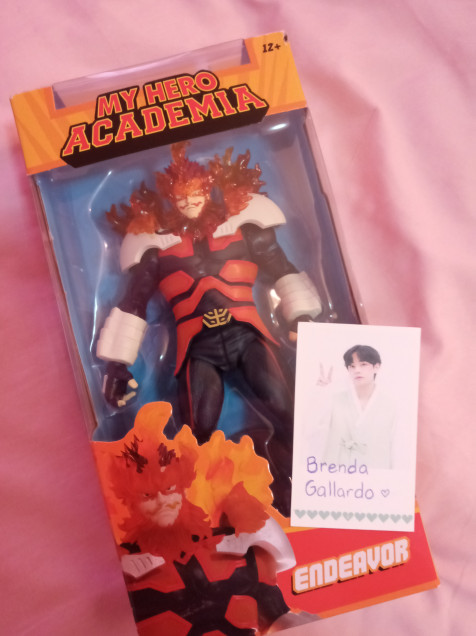 12+
MY HERO
ACADEMIA
Brenda
Gallardo ♡
ENDEAVOR